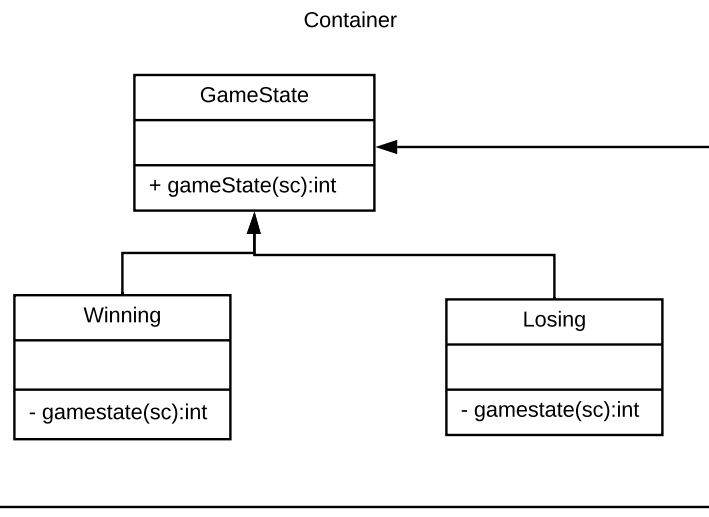 Container
GameState
+ gameState(sc):int
Winning
- gamestate(sc):int
Losing
- gamestate(sc):int